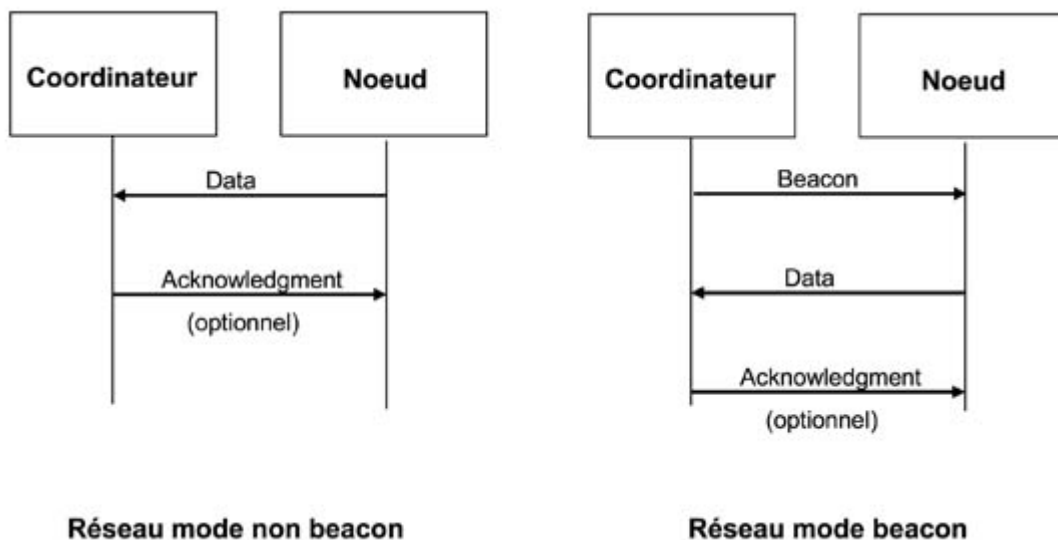 Coordinateur
Noeud
Data
Acknowledgment
(optionnel)
Réseau mode non beacon
Coordinateur
Noeud
Beacon
Data
Acknowledgment
(optionnel)
Réseau mode beacon